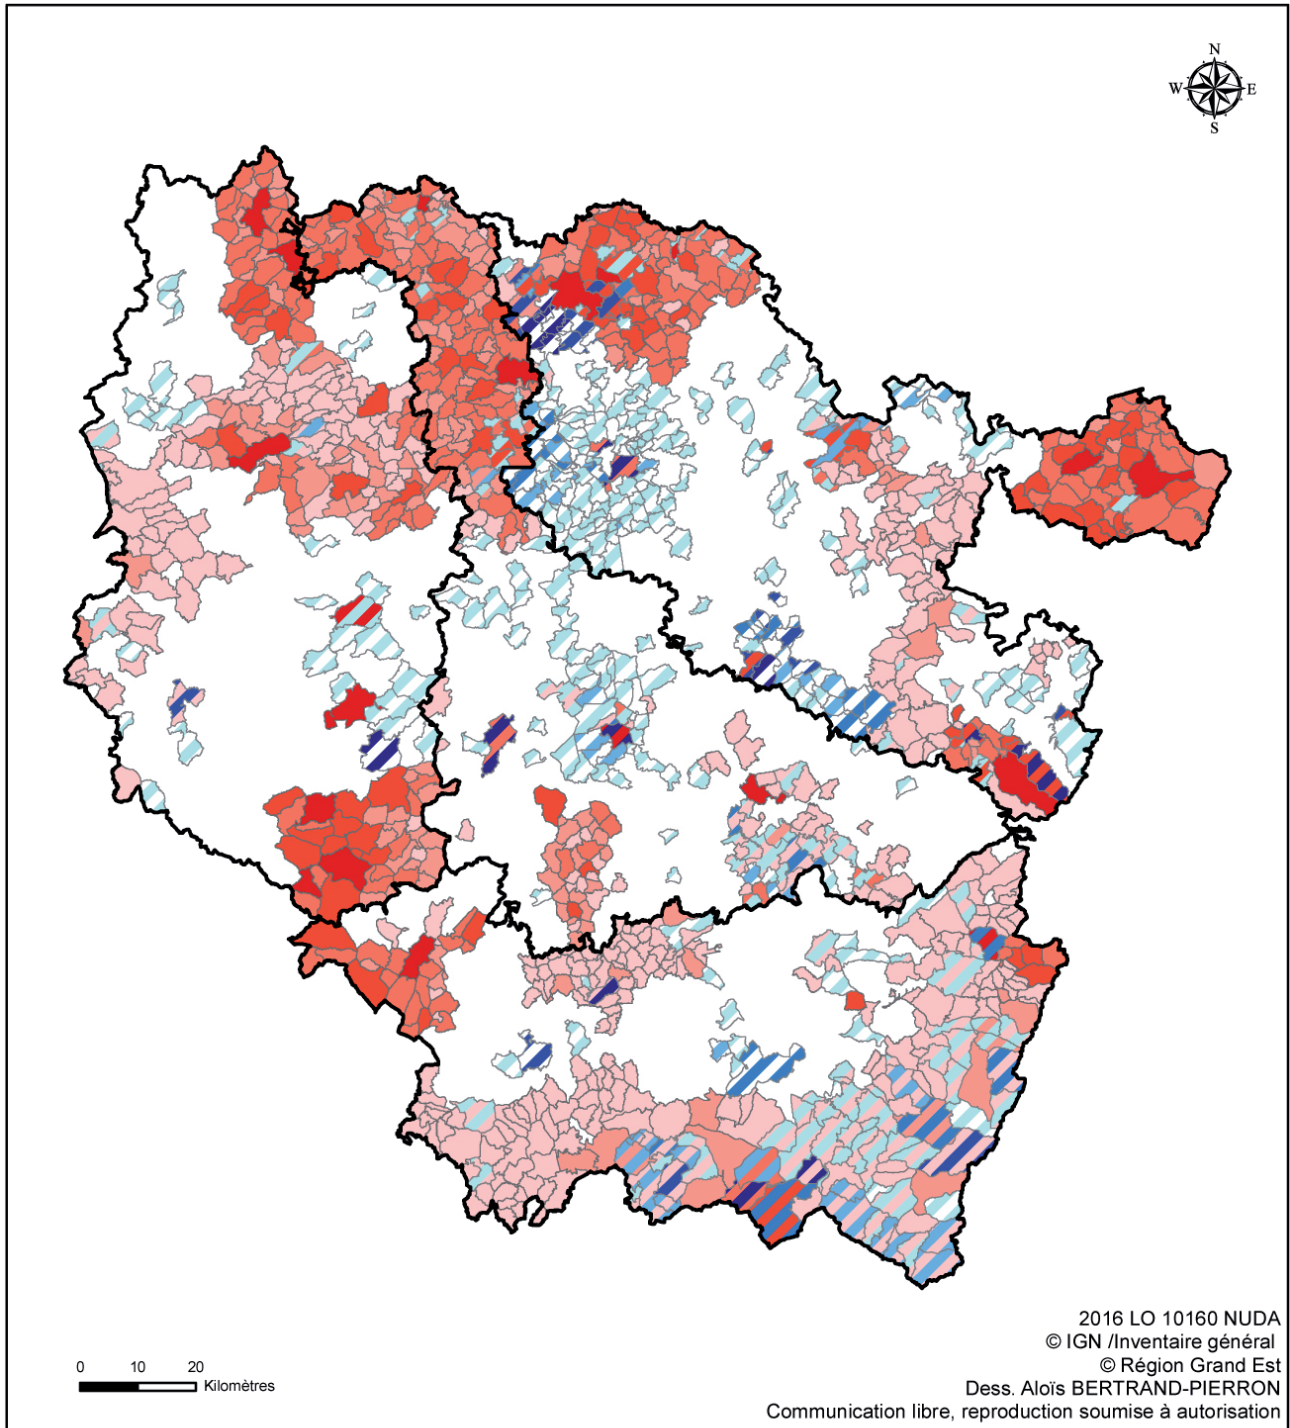 N
W E
S
2016 LO 10160 NUDA
© IGN /Inventaire général
© Région Grand Est
Dess. Aloïs BERTRAND-PIERRON
Communication libre, reproduction soumise à autorisation
0 10 20
Kilomètres